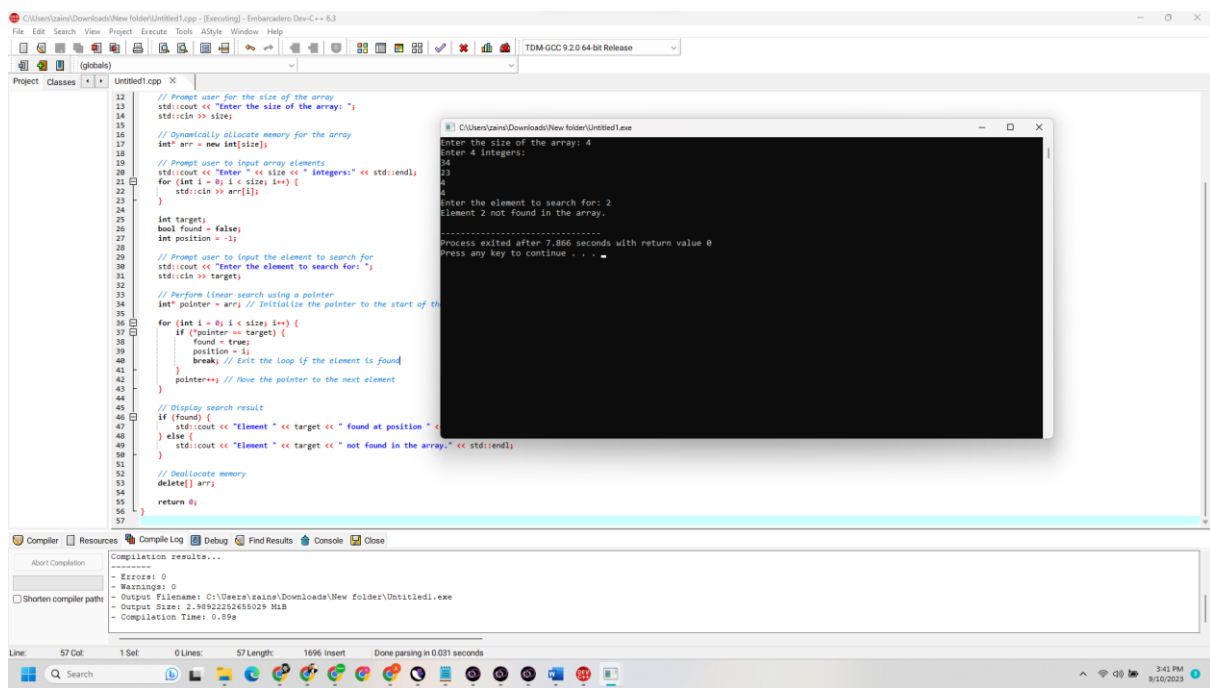 C:\Users\zains\Downloads\New folder\Untitled1.cpp - [Executing] - Embarcadero Dev-C++ 6.3
File Edit Search View Project Execute Tools AStyle Window Help
TDM-GCC 9.2.0 64-bit Release
(globals)
Project Classes Untitled1.cpp
12 // Prompt user for the size of the array
13 std::cout << "Enter the size of the array: ";
14 std::cin >> size;
15
16 // Dynamically allocate memory for the array
17 int* arr = new int[size];
18
19 // Prompt user to input array elements
20 std::cout << "Enter " << size << " integers:" << std::endl;
21 for (int i = 0; i < size; i++) {
22 std::cin >> arr[i];
23 }
24
25 int target;
26 bool found = false;
27 int position = -1;
28
29 // Prompt user to input the element to search for
30 std::cout << "Enter the element to search for: ";
31 std::cin >> target;
32
33 // Perform linear search using a pointer
34 int* pointer = arr; // Initialize the pointer to the start of th
35
36 for (int i = 0; i < size; i++) {
37 if (*pointer == target) {
38 found = true;
39 position = i;
40 break; // Exit the loop if the element is found
41 }
42 pointer++; // Move the pointer to the next element
43 }
44
45 // Display search result
46 if (found) {
47 std::cout << "Element " << target << " found at position " <
48 } else {
49 std::cout << "Element " << target << " not found in the array." << std::endl;
50 }
51
52 // Deallocate memory
53 delete[] arr;
54
55 return 0;
56 }
57
C:\Users\zains\Downloads\New folder\Untitled1.exe
Enter the size of the array: 4
Enter 4 integers:
34
23
4
4
Enter the element to search for: 2
Element 2 not found in the array.
--------------------------------
Process exited after 7.866 seconds with return value 0
Press any key to continue . . .
Compiler Resources Compile Log Debug Find Results Console Close
Abort Compilation
Shorten compiler paths
Compilation results...
--------
- Errors: 0
- Warnings: 0
- Output Filename: C:\Users\zains\Downloads\New folder\Untitled1.exe
- Output Size: 2.98922252655029 MiB
- Compilation Time: 0.89s
Line: 57 Col: 1 Sel: 0 Lines: 57 Length: 1696 Insert Done parsing in 0.031 seconds
Search
3:41 PM
9/10/2023